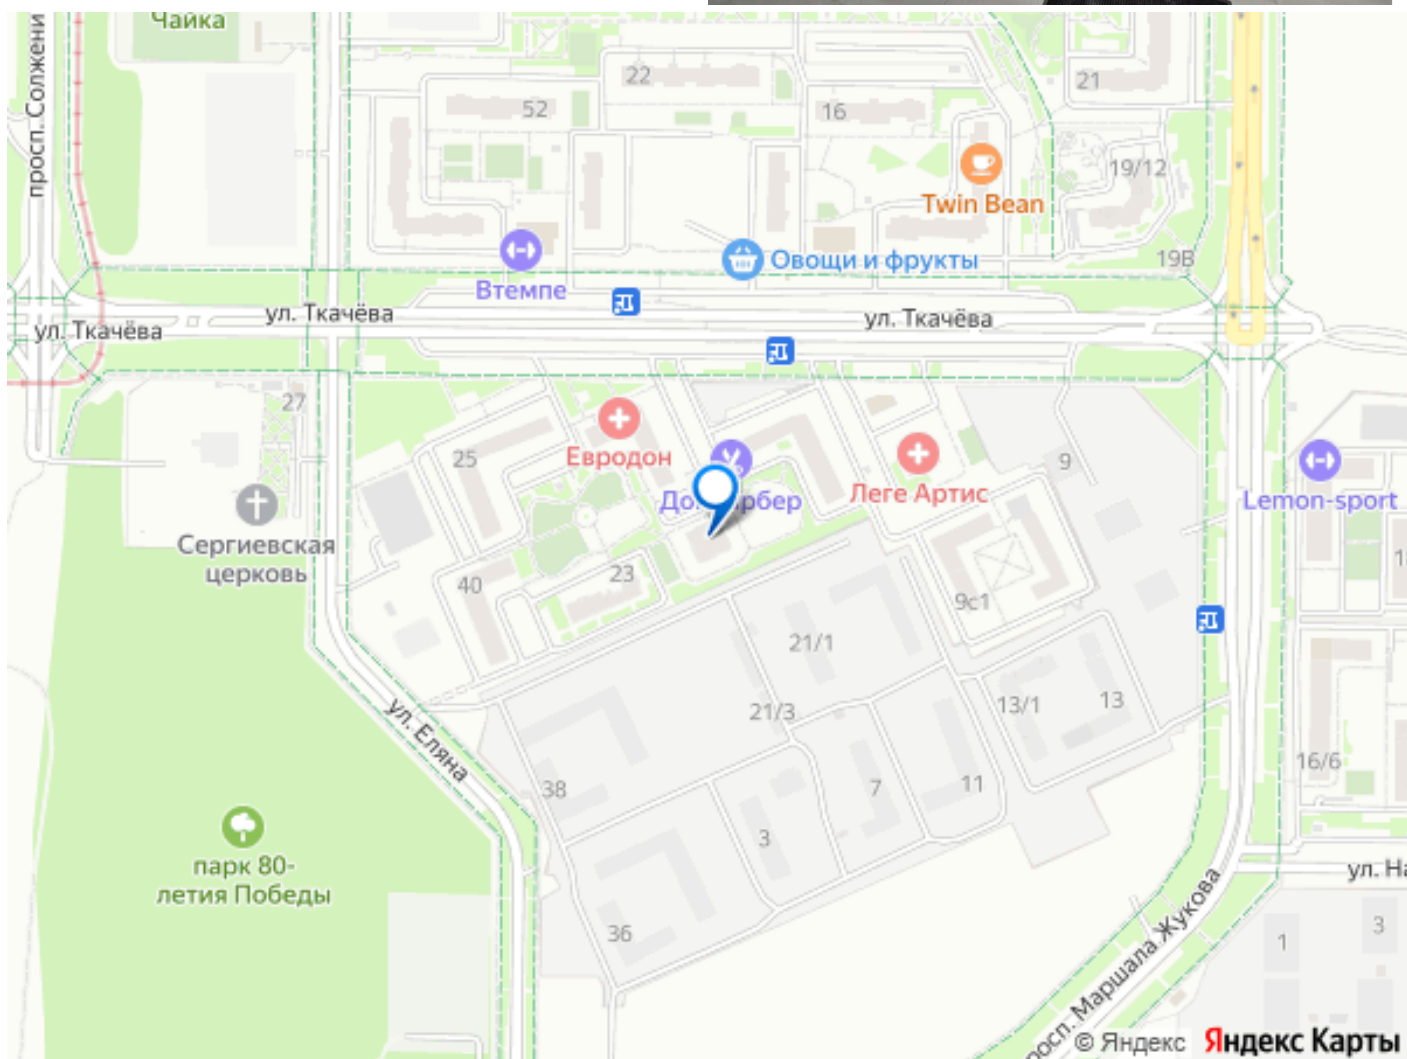 Чайка
просп. Солжени
22
52
16
21
19/12
Twin Bean
19В
Овощи и фрукты
Втемпе
ул. Ткачёва
ул. Ткачёва
ул. Ткачёва
27
25
Евродон
Леге Артис
9
Lemon-sport
Сергиевская
церковь
40
23
9с1
21/1
21/3
13/1
13
ул. Еляна
38
7
11
16/6
3
парк 80-
летия Победы
36
ул. На
просп. Маршала Жукова
1
3
© Яндекс
Яндекс Карты